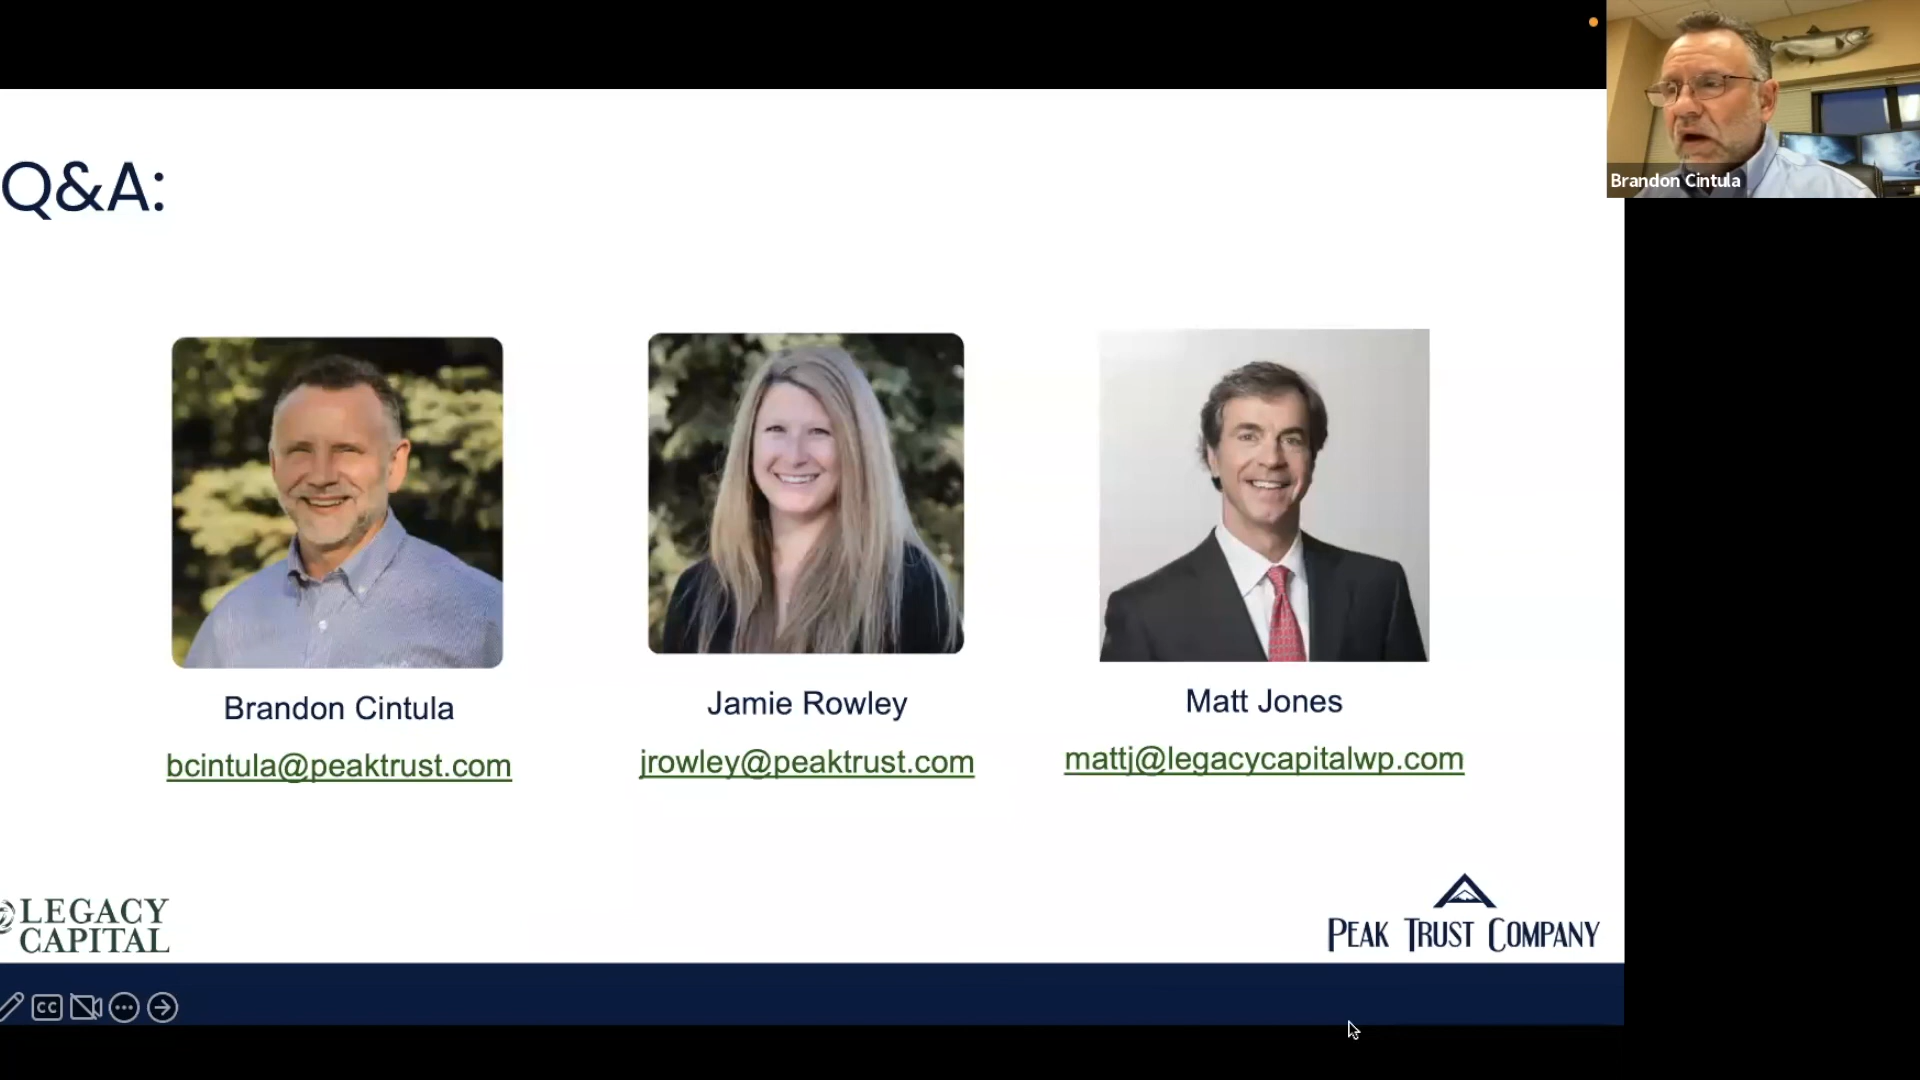 Brandon Cintula
Q&A:
Brandon Cintula
bcintula@peaktrust.com
Jamie Rowley
jrowley@peaktrust.com
Matt Jones
mattj@legacycapitalwp.com
LEGACY
CAPITAL
PEAK TRUST COMPANY
CC